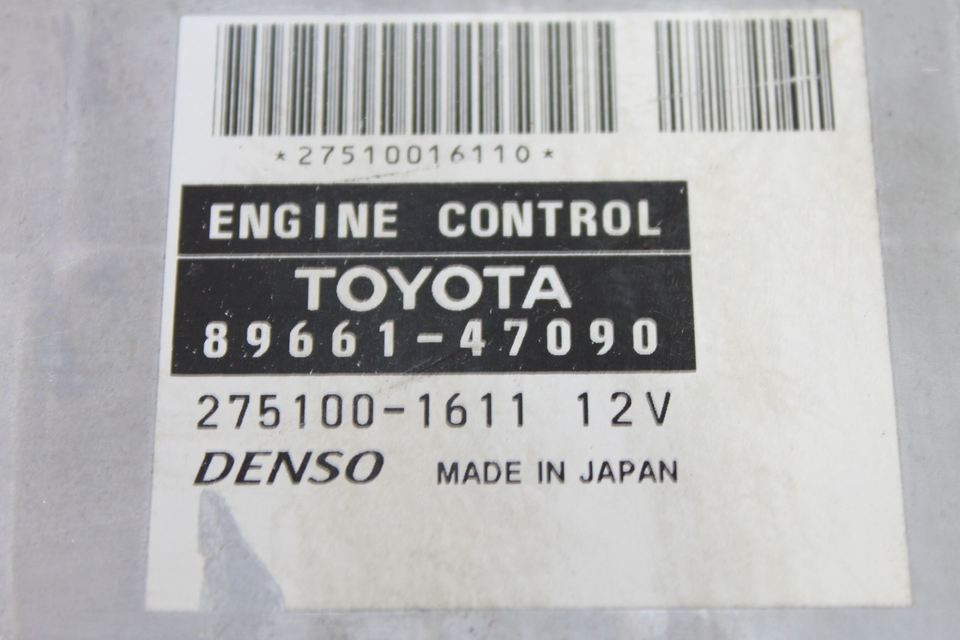 *27510016110*
ENGINE CONTROL
TOYOTA
89661-47090
275100-1611 12V
DENSO MADE IN JAPAN